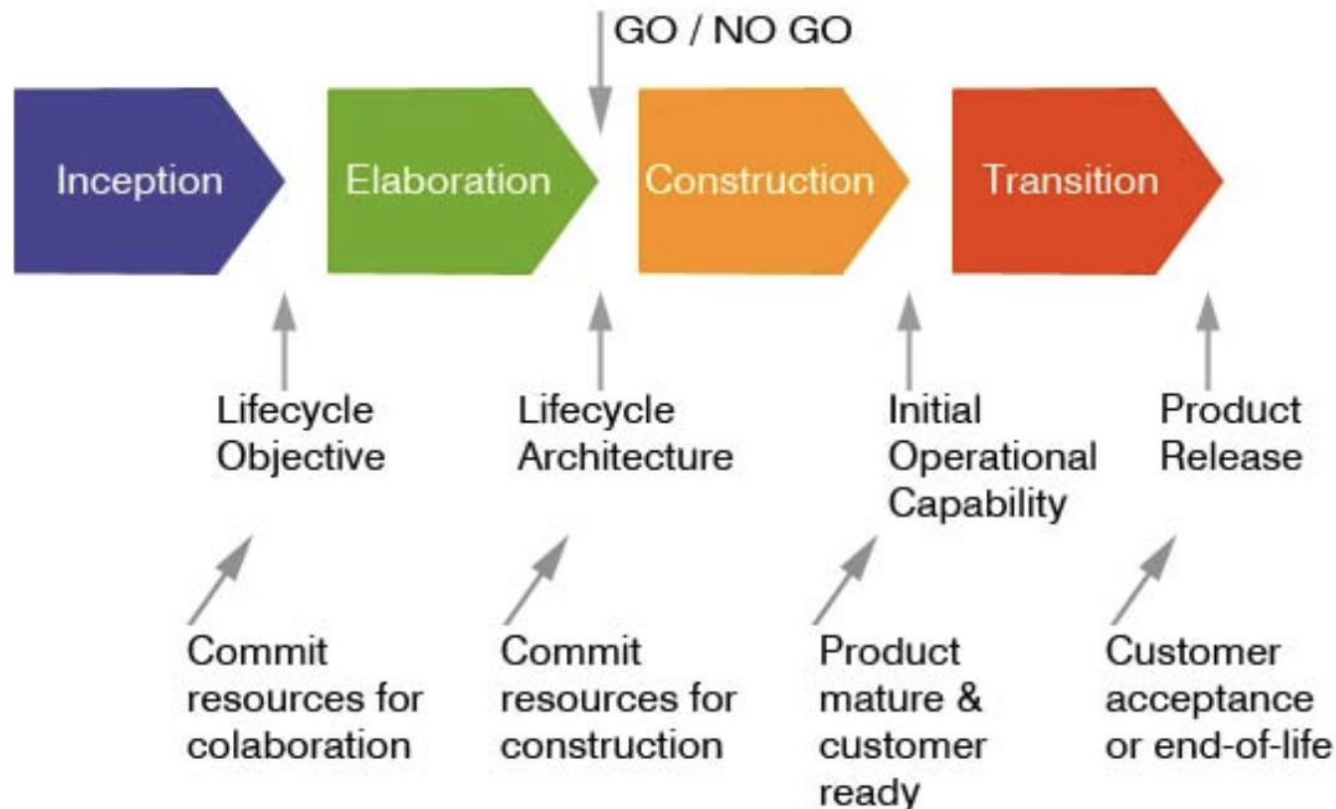 GO / NO GO
Inception
Elaboration
Construction
Transition
Lifecycle
Objective
Lifecycle
Architecture
Initial
Operational
Capability
Product
Release
Commit
resources for
colaboration
Commit
resources for
construction
Product
mature &
customer
ready
Customer
acceptance
or end-of-life